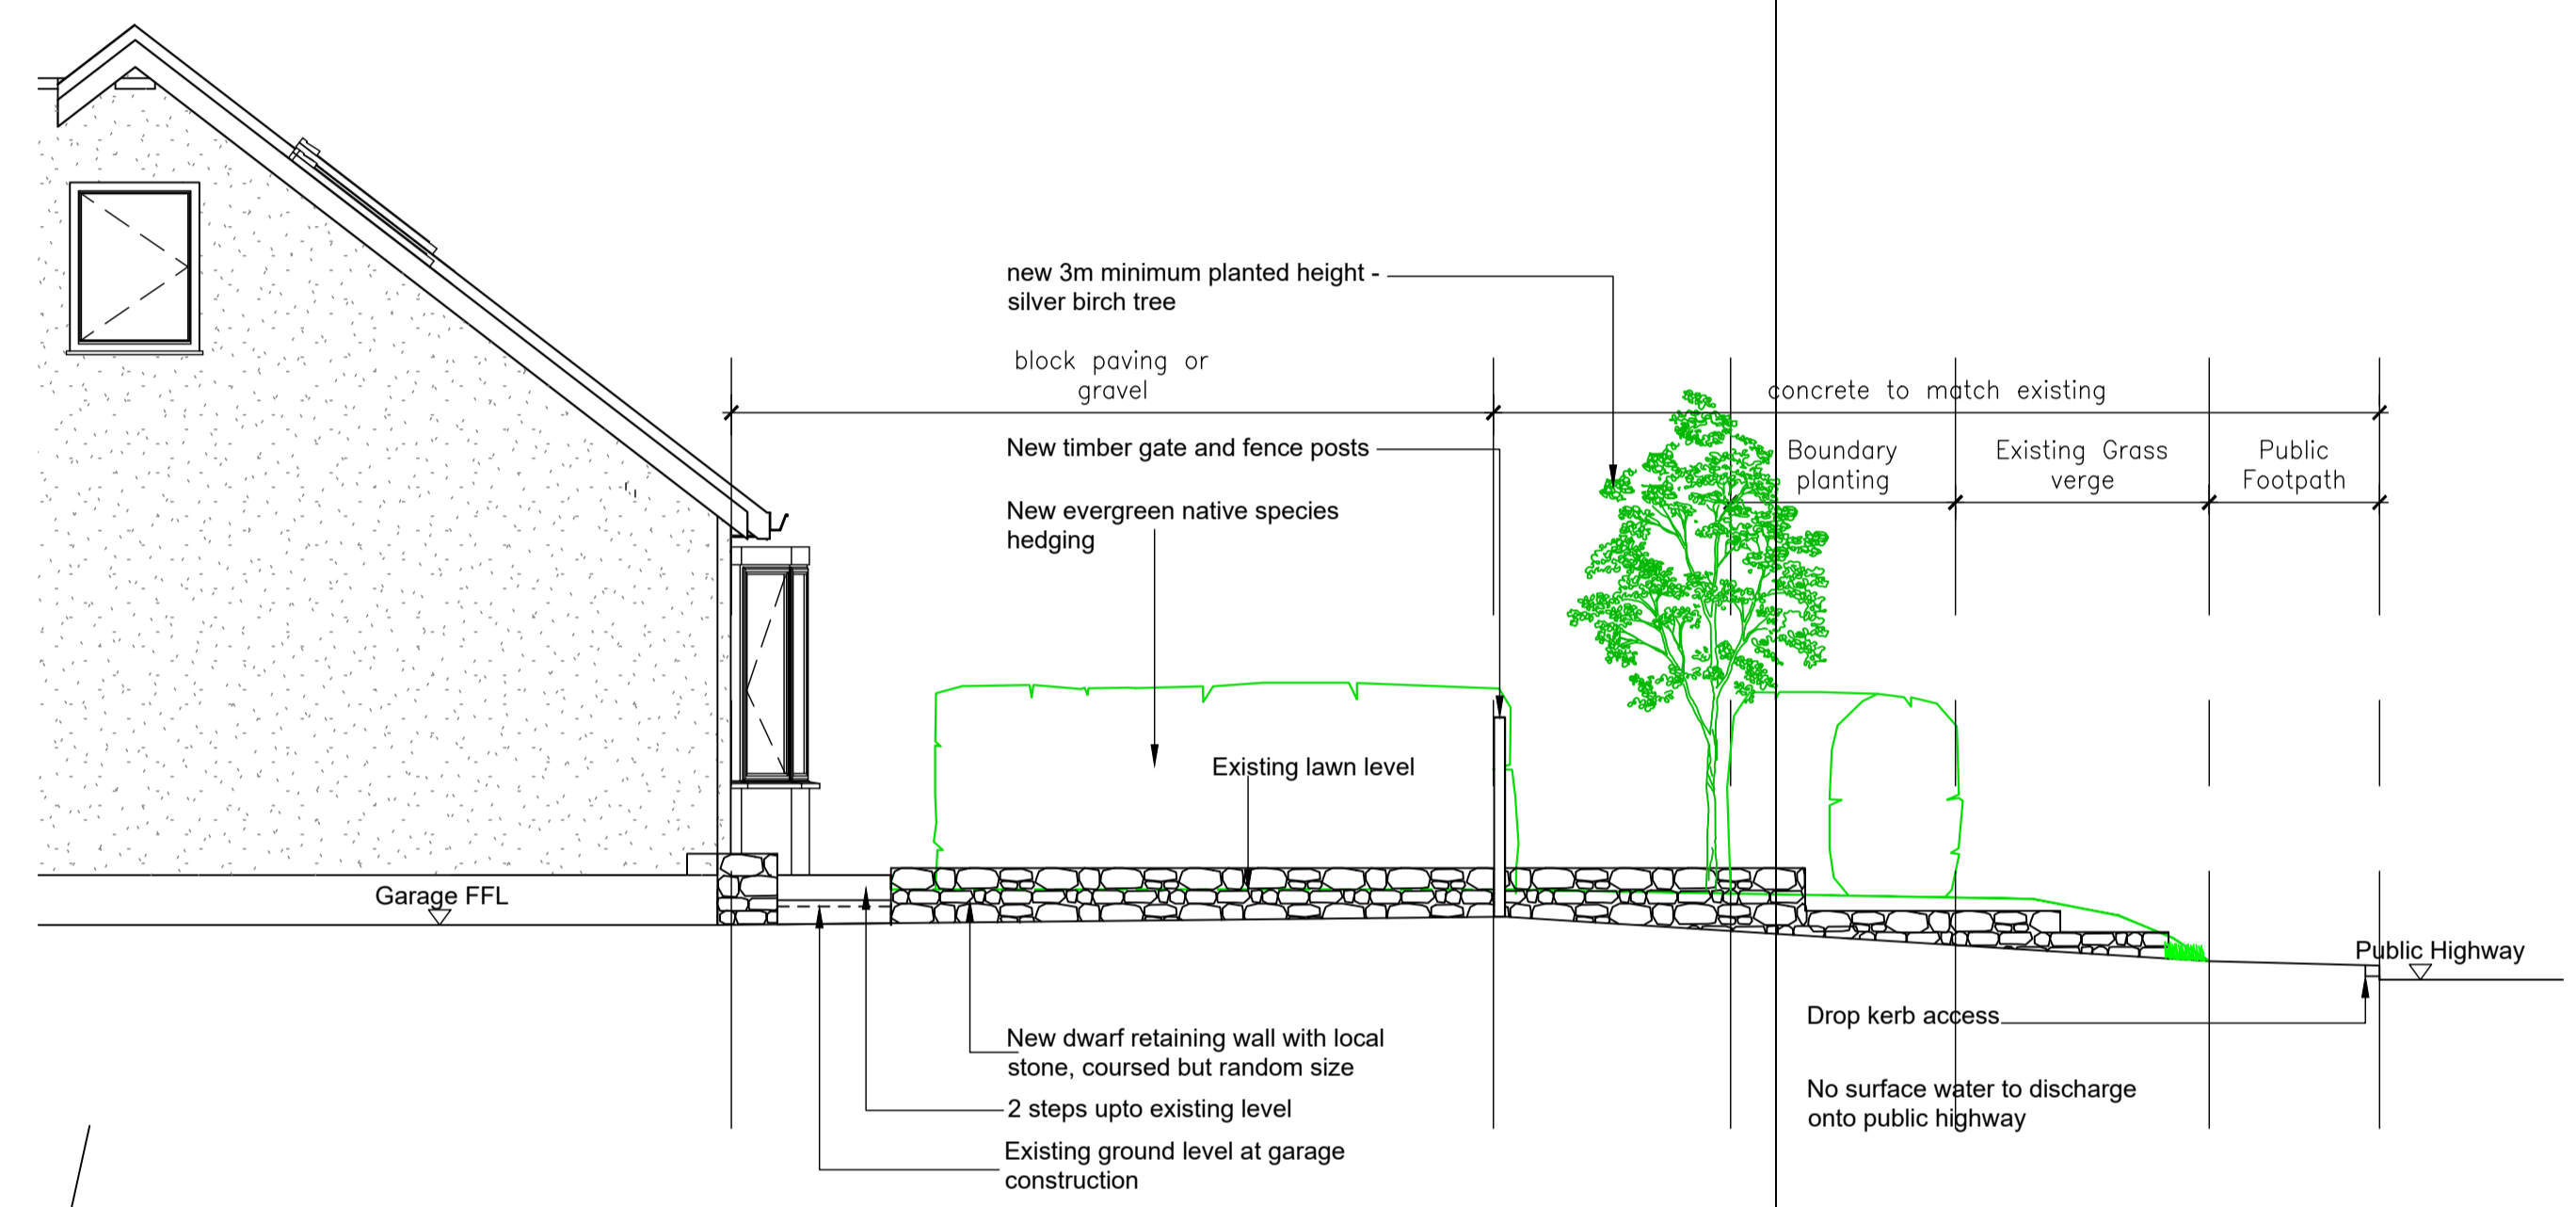 new 3m minimum planted height -
silver birch tree
block paving or
gravel
concrete to match existing
New timber gate and fence posts
Boundary
planting
Existing Grass
verge
Public
Footpath
New evergreen native species
hedging
Existing lawn level
Garage FFL
Public Highway
Drop kerb access
New dwarf retaining wall with local
stone, coursed but random size
2 steps upto existing level
No surface water to discharge
onto public highway
Existing ground level at garage
construction